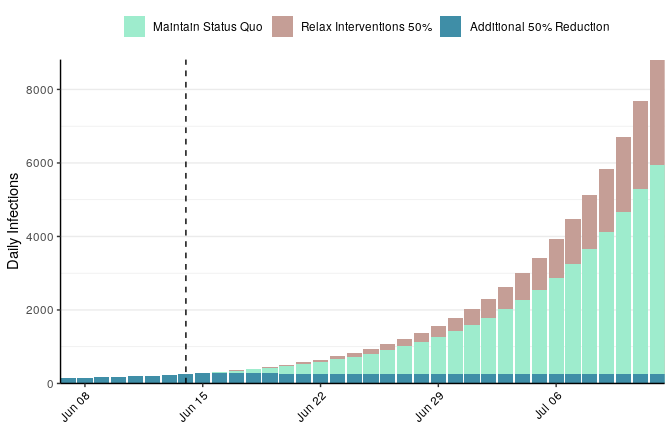 Maintain Status Quo Relax Interventions 50% Additional 50% Reduction
Daily Infections
8000
6000
4000
2000
0
Jun 08 Jun 15 Jun 22 Jun 29 Jul 06